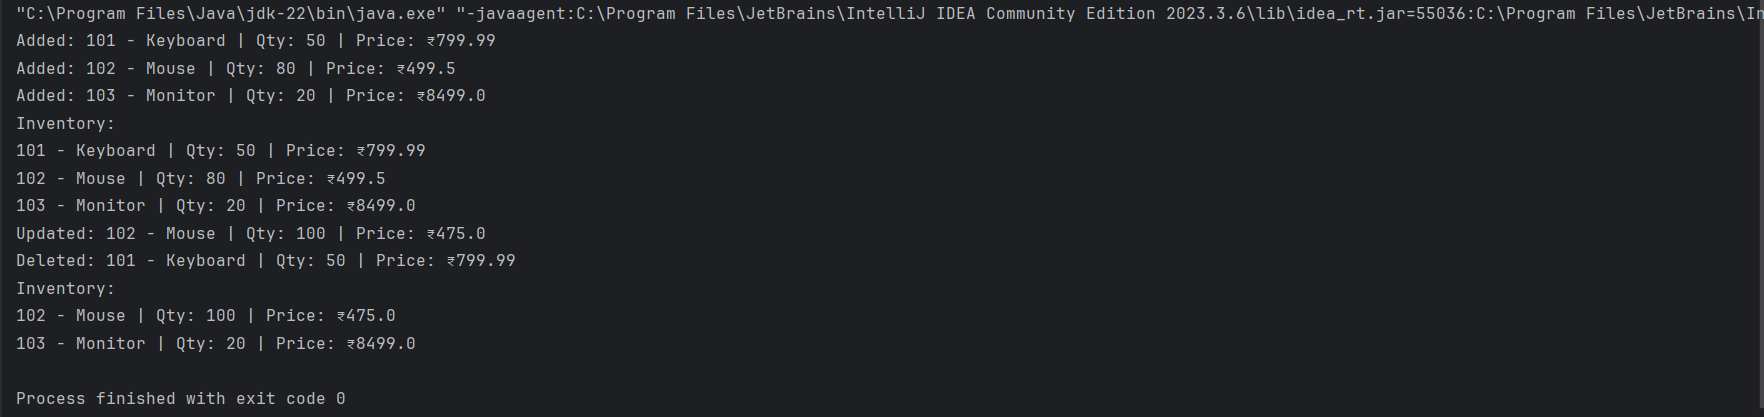 "C:\Program Files\Java\jdk-22\bin\java.exe" "-javaagent:C:\Program Files\JetBrains\IntelliJ IDEA Community Edition 2023.3.6\lib\idea_rt.jar=55036:C:\Program Files\JetBrains\In
Added: 101 - Keyboard | Qty: 50 | Price: ₹799.99
Added: 102 - Mouse | Qty: 80 | Price: ₹499.5
Added: 103 - Monitor | Qty: 20 | Price: ₹8499.0
Inventory:
101 - Keyboard | Qty: 50 | Price: ₹799.99
102 - Mouse | Qty: 80 | Price: ₹499.5
103 - Monitor | Qty: 20 | Price: ₹8499.0
Updated: 102 - Mouse | Qty: 100 | Price: ₹475.0
Deleted: 101 - Keyboard | Qty: 50 | Price: ₹799.99
Inventory:
102 - Mouse | Qty: 100 | Price: ₹475.0
103 - Monitor | Qty: 20 | Price: ₹8499.0
Process finished with exit code 0